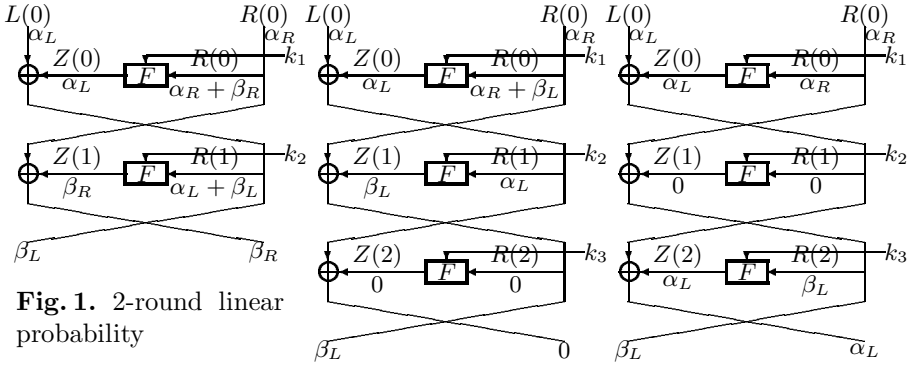 L(0) R(0) L(0) R(0) L(0) R(0)
α_L α_R α_L α_R α_L α_R
k_1 k_1 k_1
Z(0) F R(0) Z(0) F R(0) Z(0) F R(0)
α_L α_R + β_R α_L α_R + β_L α_L α_R
k_2 k_2 k_2
Z(1) F R(1) Z(1) F R(1) Z(1) F R(1)
β_R α_L + β_L β_L α_L 0 0
β_L β_R
k_3 k_3
Z(2) F R(2) Z(2) F R(2)
0 0 α_L β_L
β_L 0 β_L α_L
Fig. 1. 2-round linear
probability